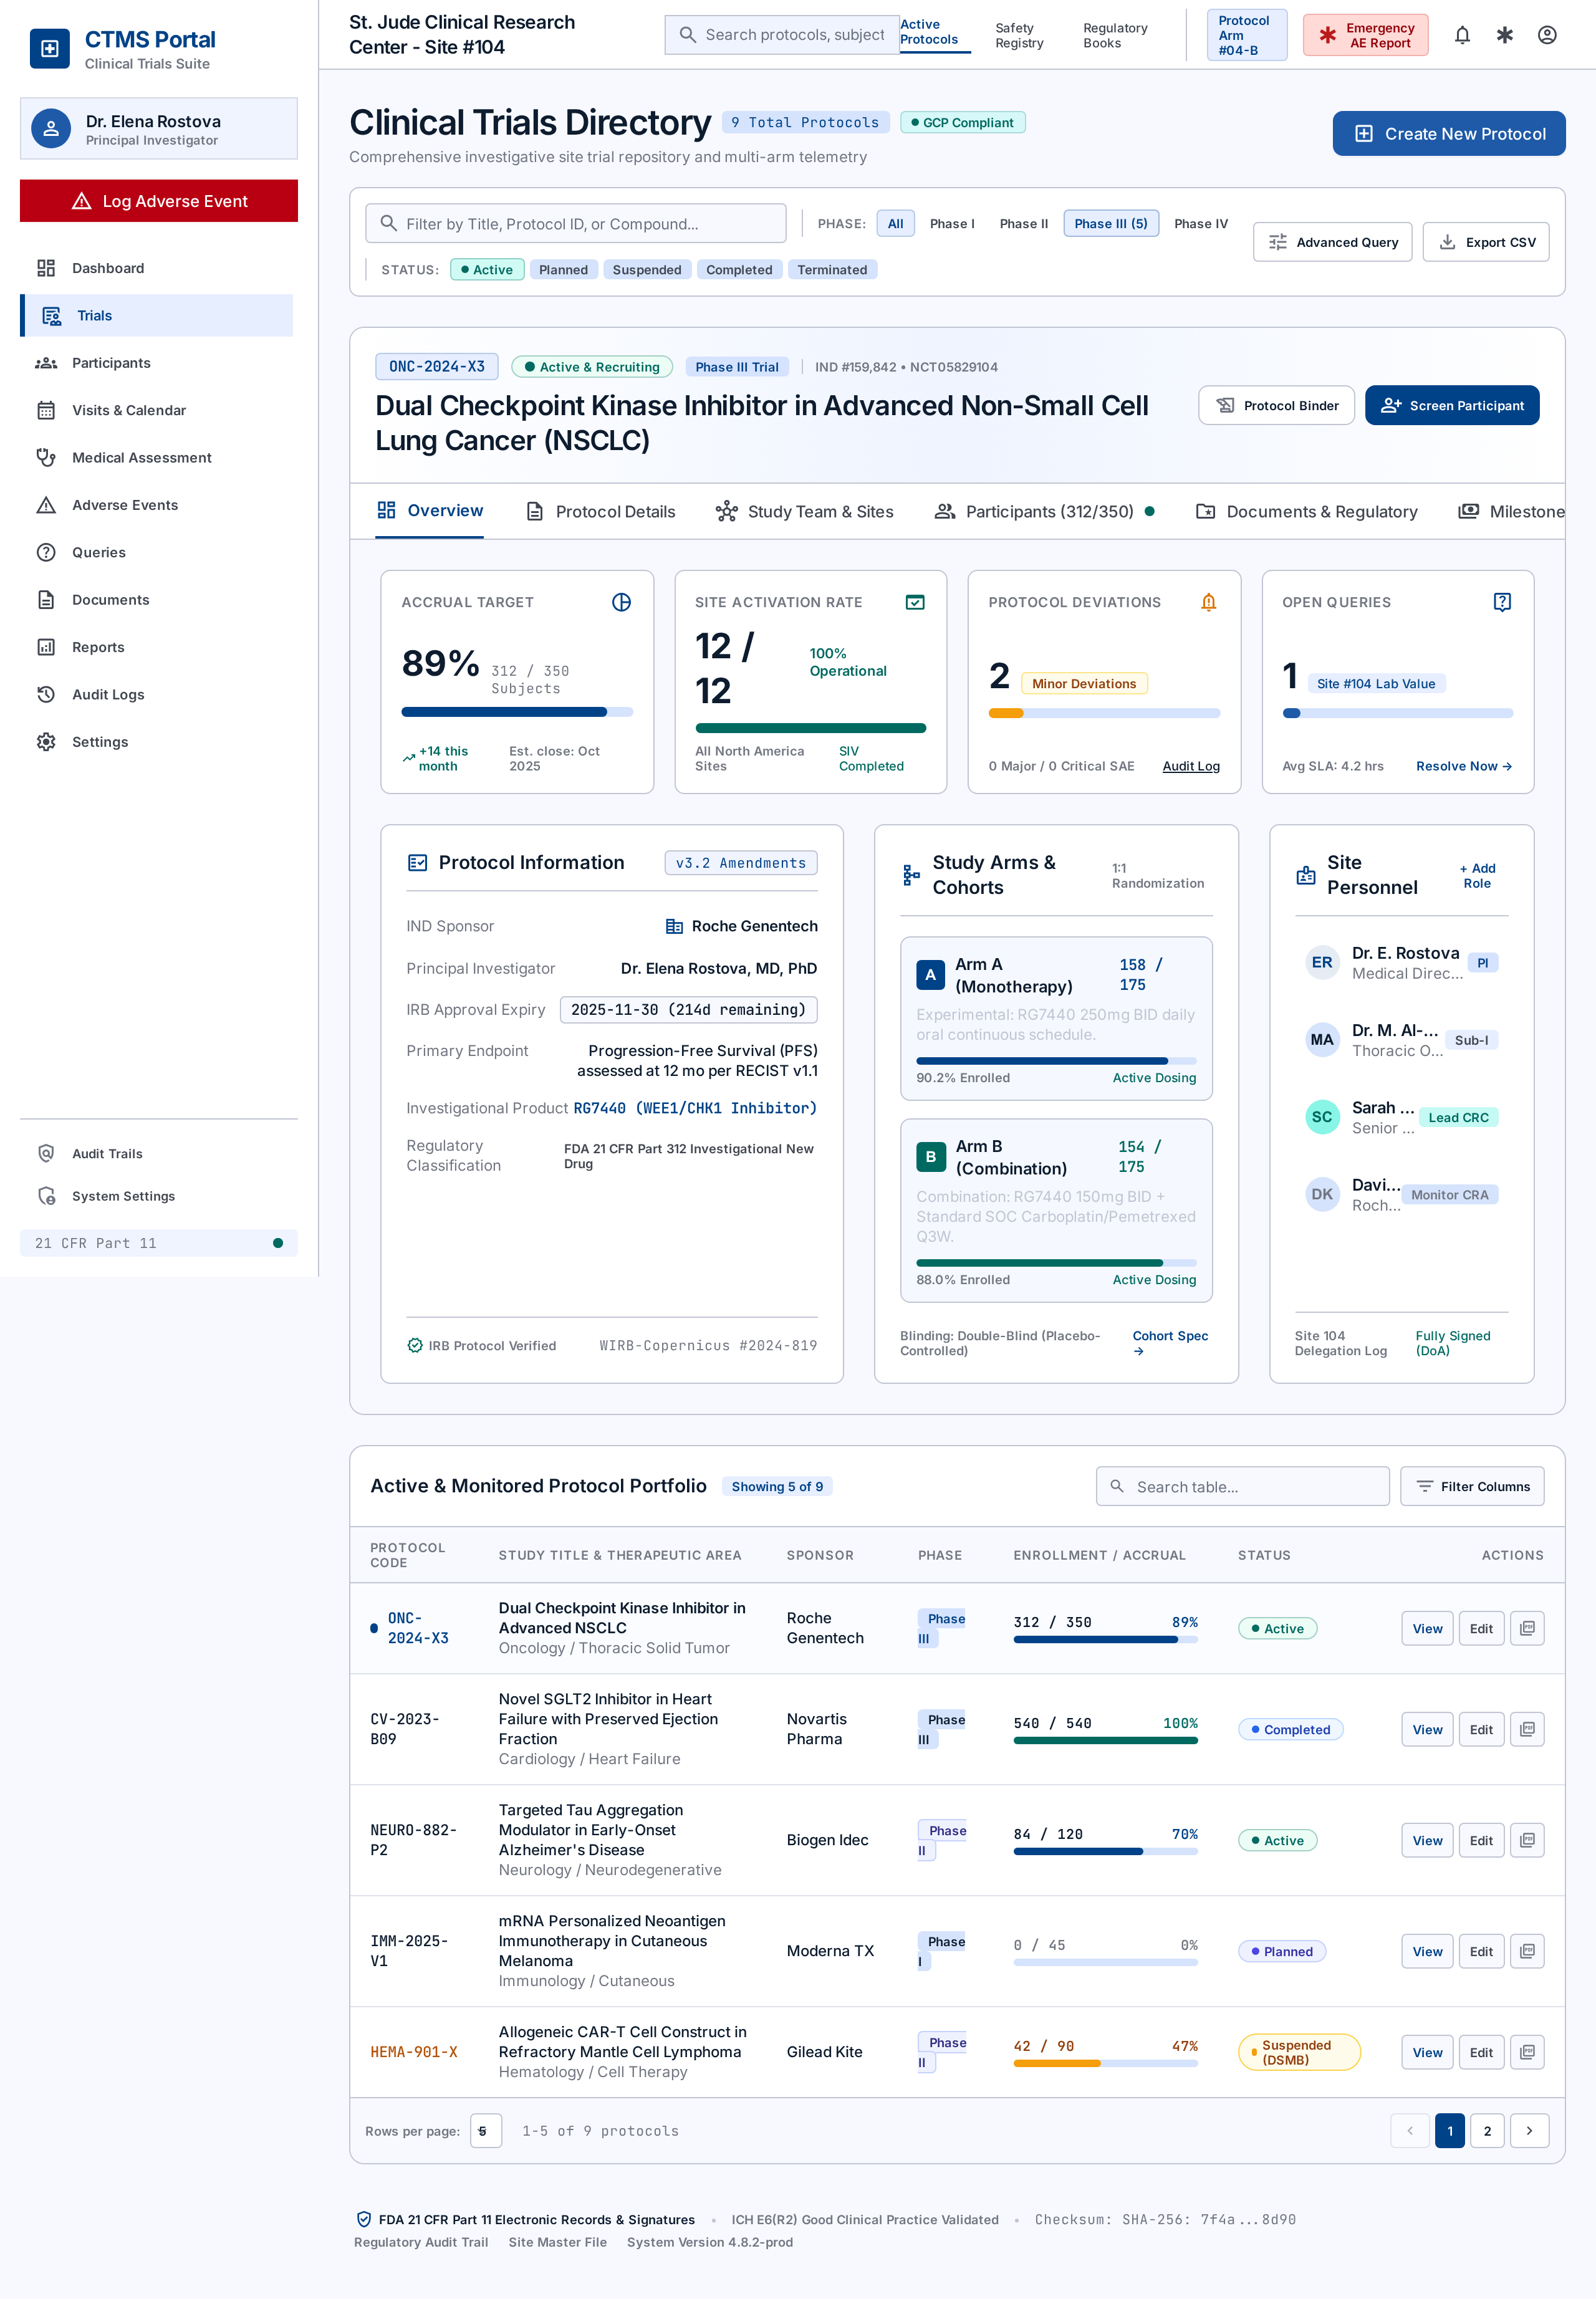 CTMS Portal
Clinical Trials Suite
Dr. Elena Rostova
Principal Investigator
Log Adverse Event
Dashboard
Trials
Participants
Visits & Calendar
Medical Assessment
Adverse Events
Queries
Documents
Reports
Audit Logs
Settings
Audit Trails
System Settings
21 CFR Part 11
St. Jude Clinical Research
Center - Site #104
Search protocols, subject
Active
Protocols
Safety
Registry
Regulatory
Books
Protocol
Arm
#04-B
Emergency
AE Report
Clinical Trials Directory
9 Total Protocols
GCP Compliant
Comprehensive investigative site trial repository and multi-arm telemetry
Create New Protocol
Filter by Title, Protocol ID, or Compound...
PHASE:
All
Phase I
Phase II
Phase III (5)
Phase IV
STATUS:
Active
Planned
Suspended
Completed
Terminated
Advanced Query
Export CSV
ONC-2024-X3
Active & Recruiting
Phase III Trial
IND #159,842 • NCT05829104
Dual Checkpoint Kinase Inhibitor in Advanced Non-Small Cell
Lung Cancer (NSCLC)
Protocol Binder
Screen Participant
Overview
Protocol Details
Study Team & Sites
Participants (312/350)
Documents & Regulatory
Milestone
ACCRUAL TARGET
89%
312 / 350
Subjects
+14 this
month
Est. close: Oct
2025
SITE ACTIVATION RATE
12 /
12
100%
Operational
All North America
Sites
SIV
Completed
PROTOCOL DEVIATIONS
2
Minor Deviations
0 Major / 0 Critical SAE
Audit Log
OPEN QUERIES
1
Site #104 Lab Value
Avg SLA: 4.2 hrs
Resolve Now →
Protocol Information
v3.2 Amendments
IND Sponsor
Roche Genentech
Principal Investigator
Dr. Elena Rostova, MD, PhD
IRB Approval Expiry
2025-11-30 (214d remaining)
Primary Endpoint
Progression-Free Survival (PFS)
assessed at 12 mo per RECIST v1.1
Investigational Product
RG7440 (WEE1/CHK1 Inhibitor)
Regulatory
Classification
FDA 21 CFR Part 312 Investigational New
Drug
IRB Protocol Verified
WIRB-Copernicus #2024-819
Study Arms &
Cohorts
1:1
Randomization
A
Arm A
(Monotherapy)
158 /
175
Experimental: RG7440 250mg BID daily
oral continuous schedule.
90.2% Enrolled
Active Dosing
B
Arm B
(Combination)
154 /
175
Combination: RG7440 150mg BID +
Standard SOC Carboplatin/Pemetrexed
Q3W.
88.0% Enrolled
Active Dosing
Blinding: Double-Blind (Placebo-
Controlled)
Cohort Spec
→
Site
Personnel
+ Add
Role
ER
Dr. E. Rostova
Medical Direc...
PI
MA
Dr. M. Al-...
Thoracic O...
Sub-I
SC
Sarah ...
Senior ...
Lead CRC
DK
Davi...
Roch...
Monitor CRA
Site 104
Delegation Log
Fully Signed
(DoA)
Active & Monitored Protocol Portfolio
Showing 5 of 9
Search table...
Filter Columns
PROTOCOL
CODE
STUDY TITLE & THERAPEUTIC AREA
SPONSOR
PHASE
ENROLLMENT / ACCRUAL
STATUS
ACTIONS
ONC-
2024-X3
Dual Checkpoint Kinase Inhibitor in
Advanced NSCLC
Oncology / Thoracic Solid Tumor
Roche
Genentech
Phase
III
312 / 350
89%
Active
View
Edit
CV-2023-
B09
Novel SGLT2 Inhibitor in Heart
Failure with Preserved Ejection
Fraction
Cardiology / Heart Failure
Novartis
Pharma
Phase
III
540 / 540
100%
Completed
View
Edit
NEURO-882-
P2
Targeted Tau Aggregation
Modulator in Early-Onset
Alzheimer's Disease
Neurology / Neurodegenerative
Biogen Idec
Phase
II
84 / 120
70%
Active
View
Edit
IMM-2025-
V1
mRNA Personalized Neoantigen
Immunotherapy in Cutaneous
Melanoma
Immunology / Cutaneous
Moderna TX
Phase
I
0 / 45
0%
Planned
View
Edit
HEMA-901-X
Allogeneic CAR-T Cell Construct in
Refractory Mantle Cell Lymphoma
Hematology / Cell Therapy
Gilead Kite
Phase
II
42 / 90
47%
Suspended
(DSMB)
View
Edit
Rows per page:
5
1-5 of 9 protocols
1
2
FDA 21 CFR Part 11 Electronic Records & Signatures
•
ICH E6(R2) Good Clinical Practice Validated
•
Checksum: SHA-256: 7f4a...8d90
Regulatory Audit Trail
Site Master File
System Version 4.8.2-prod